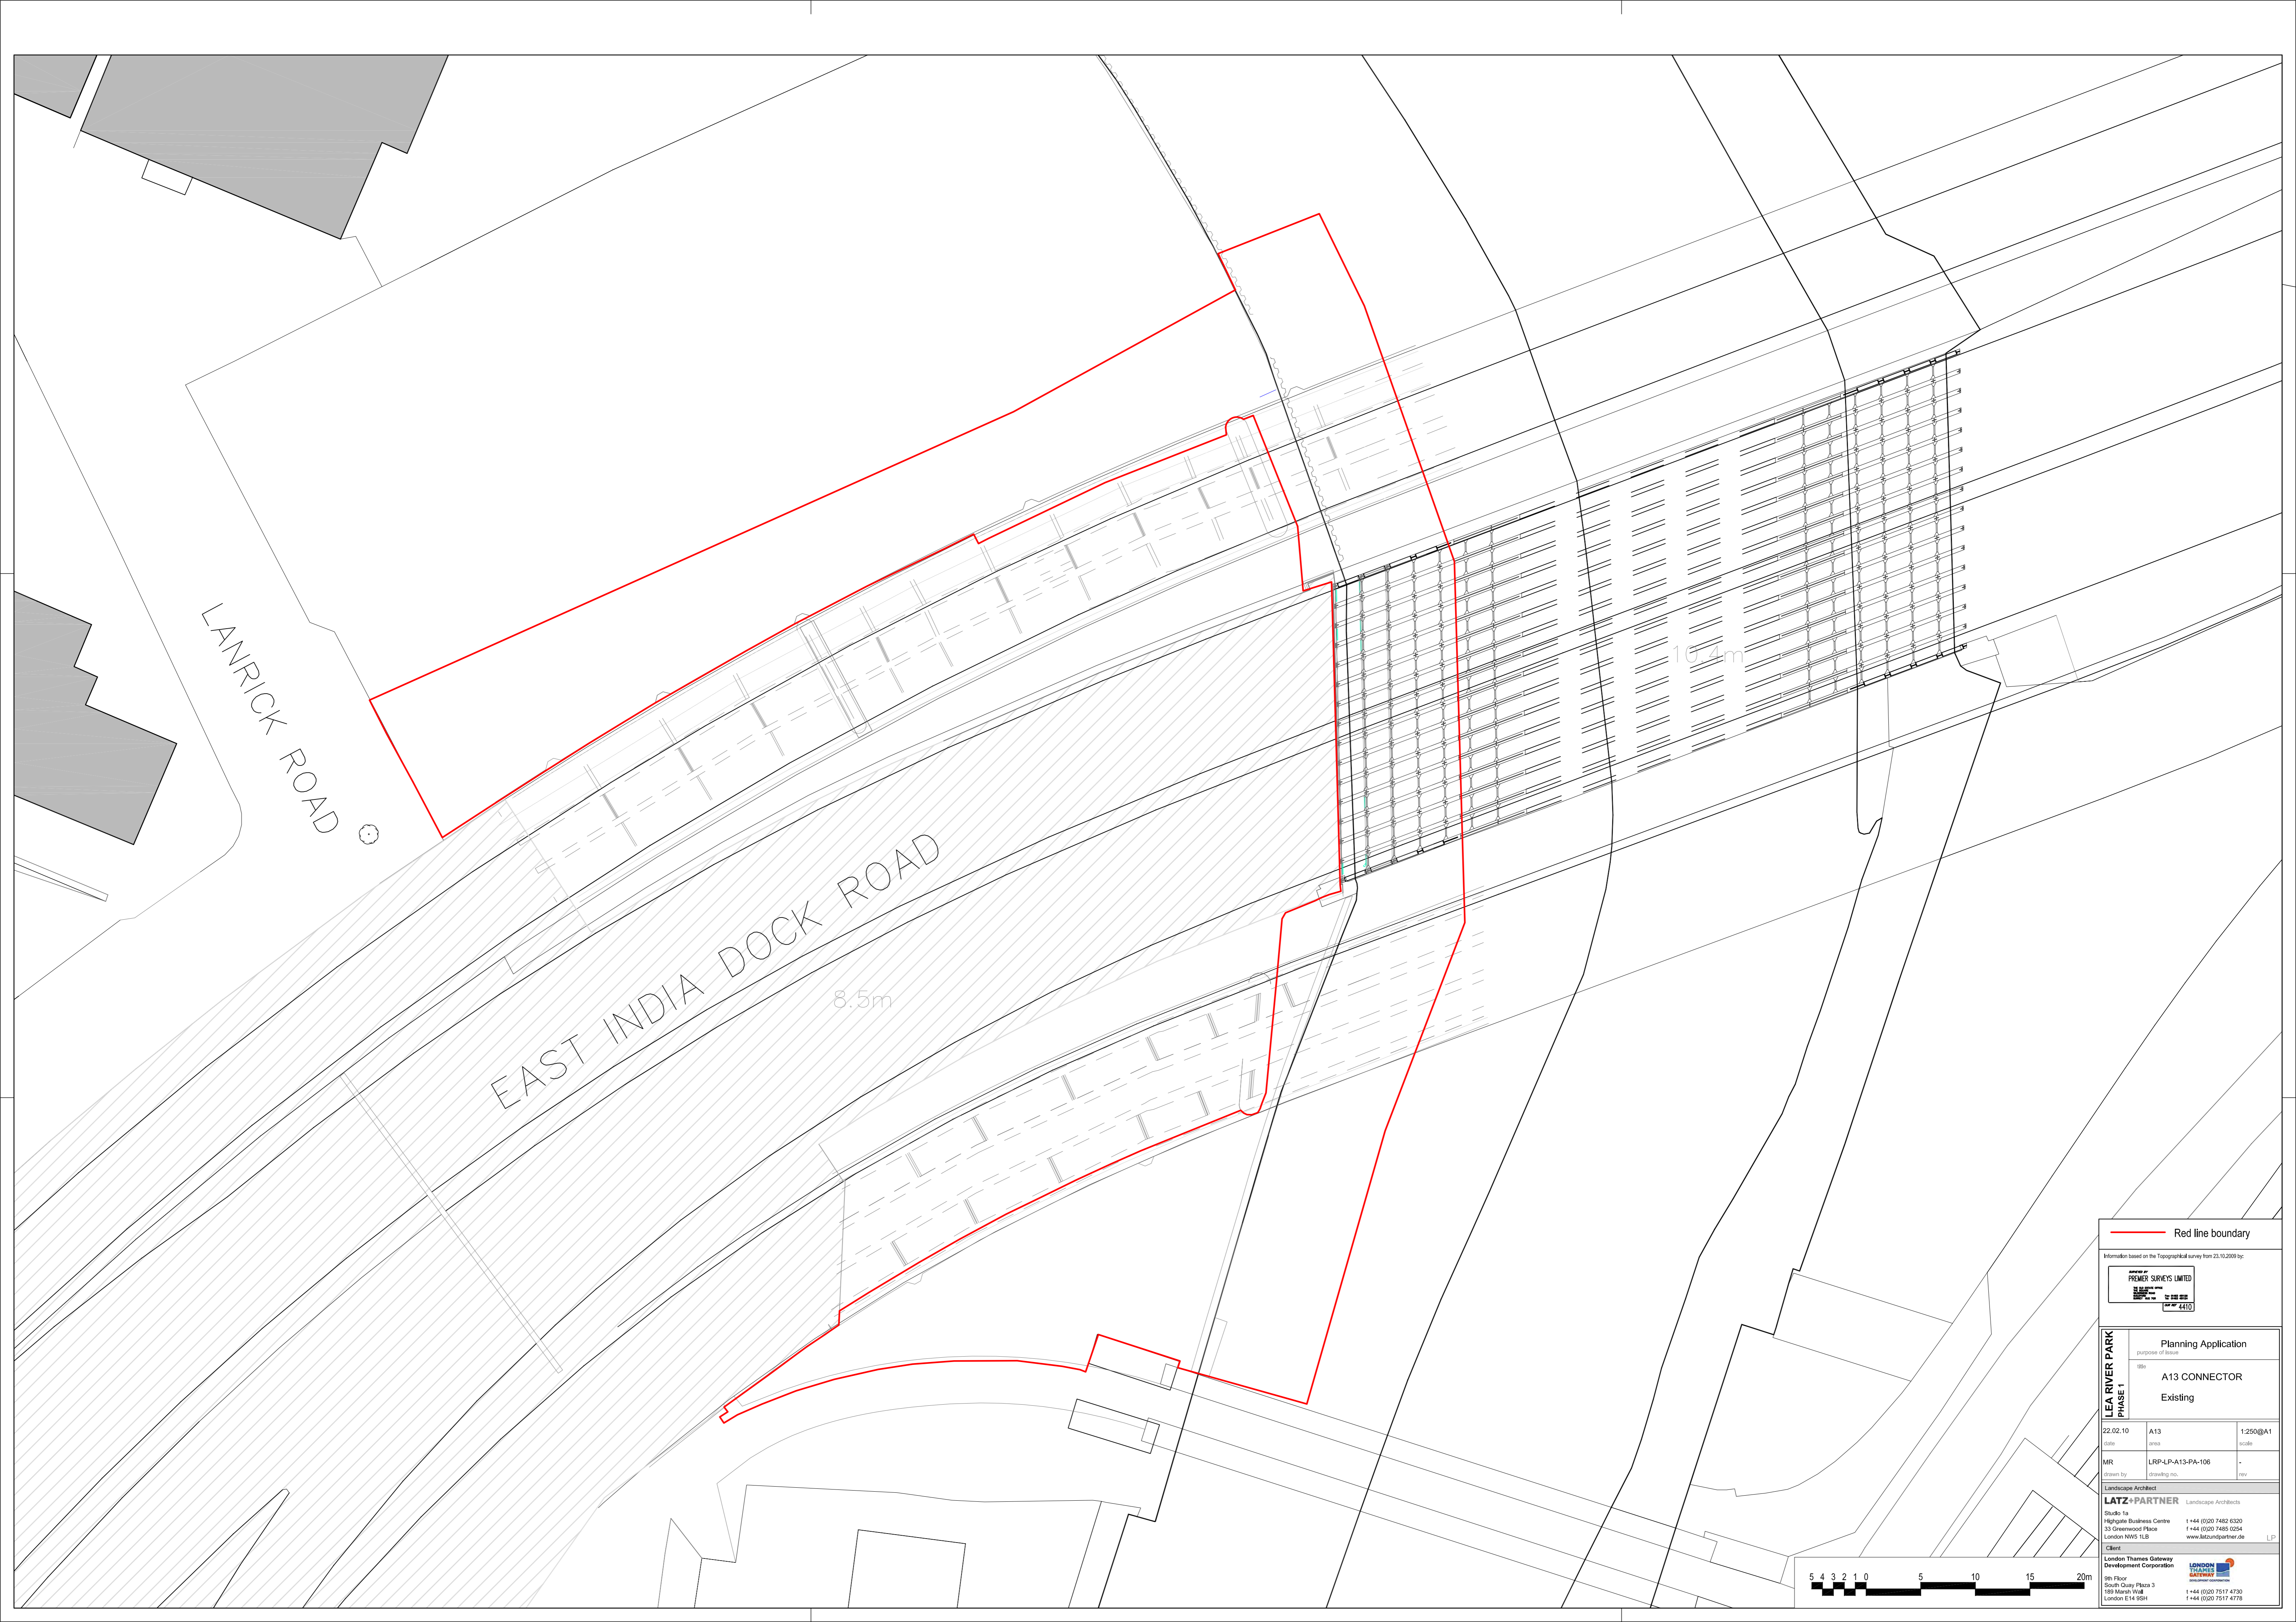 LANRICK ROAD
EAST INDIA DOCK ROAD
8.5m
10.4m
Red line boundary
Information based on the Topographical survey from 23.10.2009 by:
SURVEYED BY
PREMIER SURVEYS LIMITED
OUR REF 4410
LEA RIVER PARK
PHASE 1
Planning Application
purpose of issue
title
A13 CONNECTOR
Existing
22.02.10 A13 1:250@A1
date area scale
MR LRP-LP-A13-PA-106 -
drawn by drawing no. rev
Landscape Architect
LATZ+PARTNER Landscape Architects
Studio 1a
Highgate Business Centre t +44 (0)20 7482 6320
33 Greenwood Place f +44 (0)20 7485 0254
London NW5 1LB www.latzundpartner.de LP
Client
London Thames Gateway
Development Corporation
LONDON
THAMES
GATEWAY
DEVELOPMENT CORPORATION
9th Floor
South Quay Plaza 3
189 Marsh Wall t +44 (0)20 7517 4730
London E14 9SH f +44 (0)20 7517 4778
5 4 3 2 1 0 5 10 15 20m